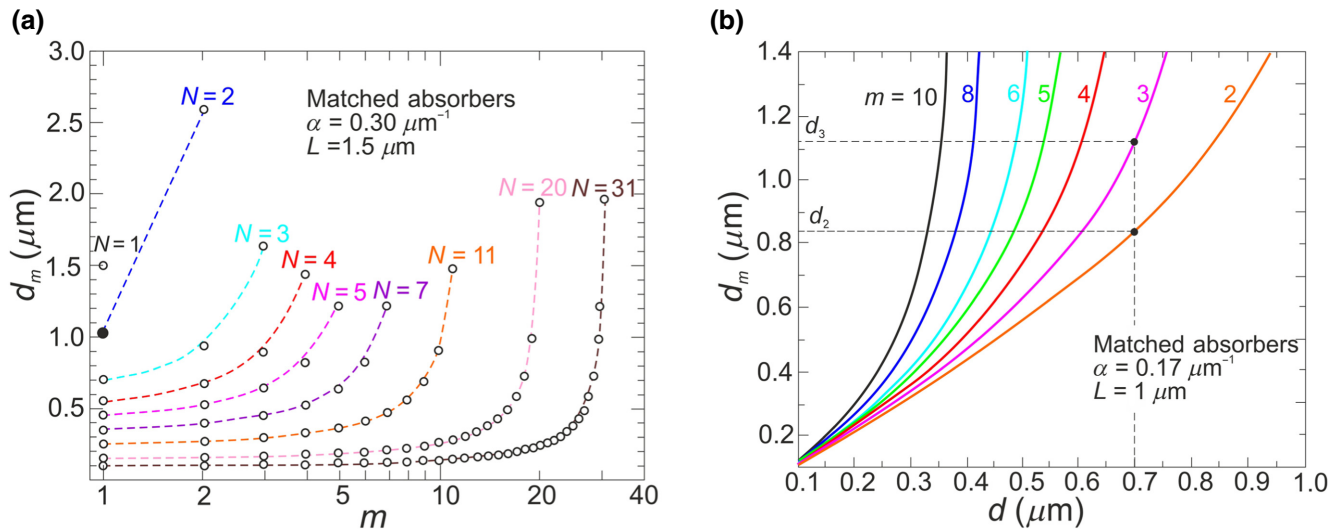 (a)
3.0
2.5
2.0
1.5
1.0
0.5
dₘ (μm)
N = 2
Matched absorbers
α = 0.30 μm⁻¹
L =1.5 μm
N = 1
N = 3
N = 4
N = 5
N = 7
N = 11
N = 20
N = 31
1 2 5 10 20 40
m
(b)
1.4
1.2
1.0
0.8
0.6
0.4
0.2
dₘ (μm)
m = 10 8 6 5 4 3 2
d₃
d₂
Matched absorbers
α = 0.17 μm⁻¹
L = 1 μm
0.1 0.2 0.3 0.4 0.5 0.6 0.7 0.8 0.9 1.0
d (μm)